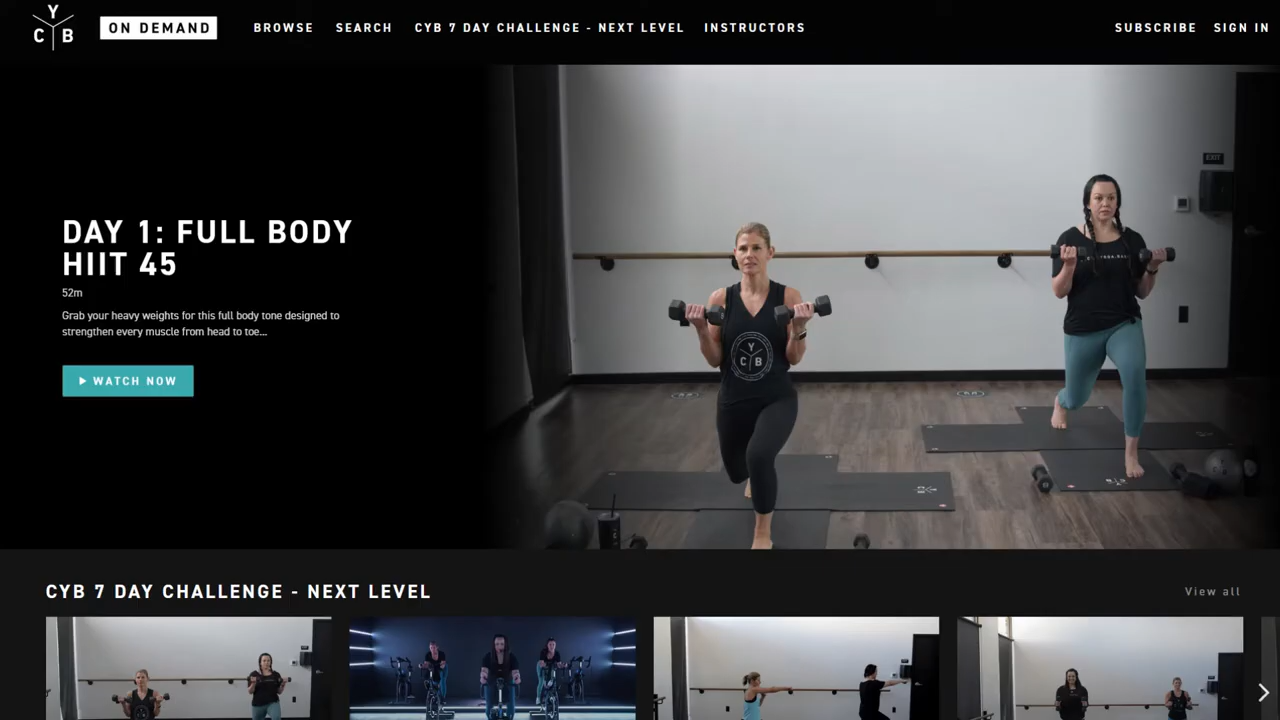 Y
C B
ON DEMAND
BROWSE
SEARCH
CYB 7 DAY CHALLENGE - NEXT LEVEL
INSTRUCTORS
SUBSCRIBE
SIGN IN
EXIT
DAY 1: FULL BODY
HIIT 45
52m
Grab your heavy weights for this full body tone designed to
strengthen every muscle from head to toe...
WATCH NOW
Y
C B
CYB 7 DAY CHALLENGE - NEXT LEVEL
View all